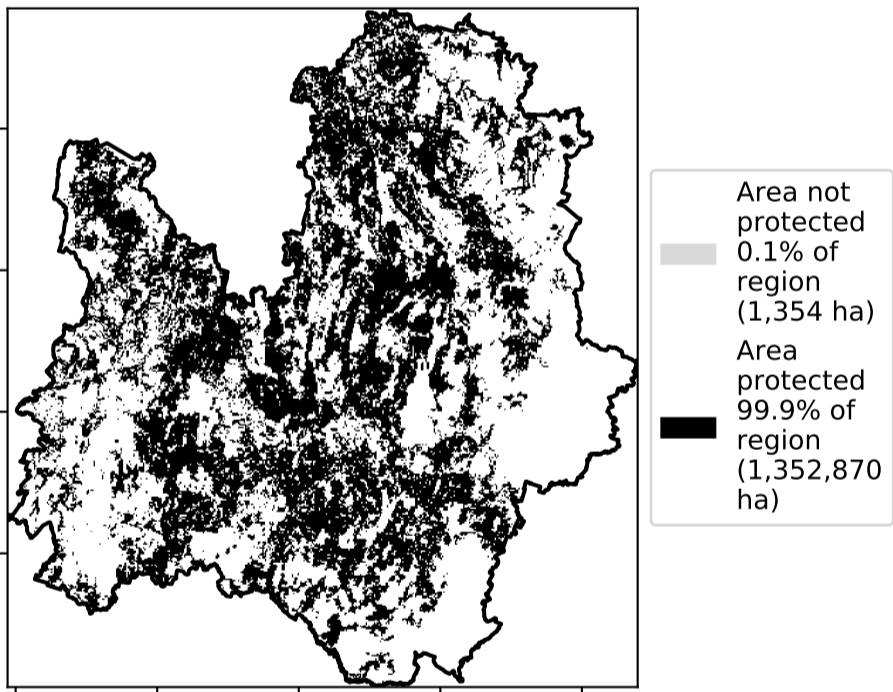 Area not
protected
0.1% of
region
(1,354 ha)
Area
protected
99.9% of
region
(1,352,870
ha)